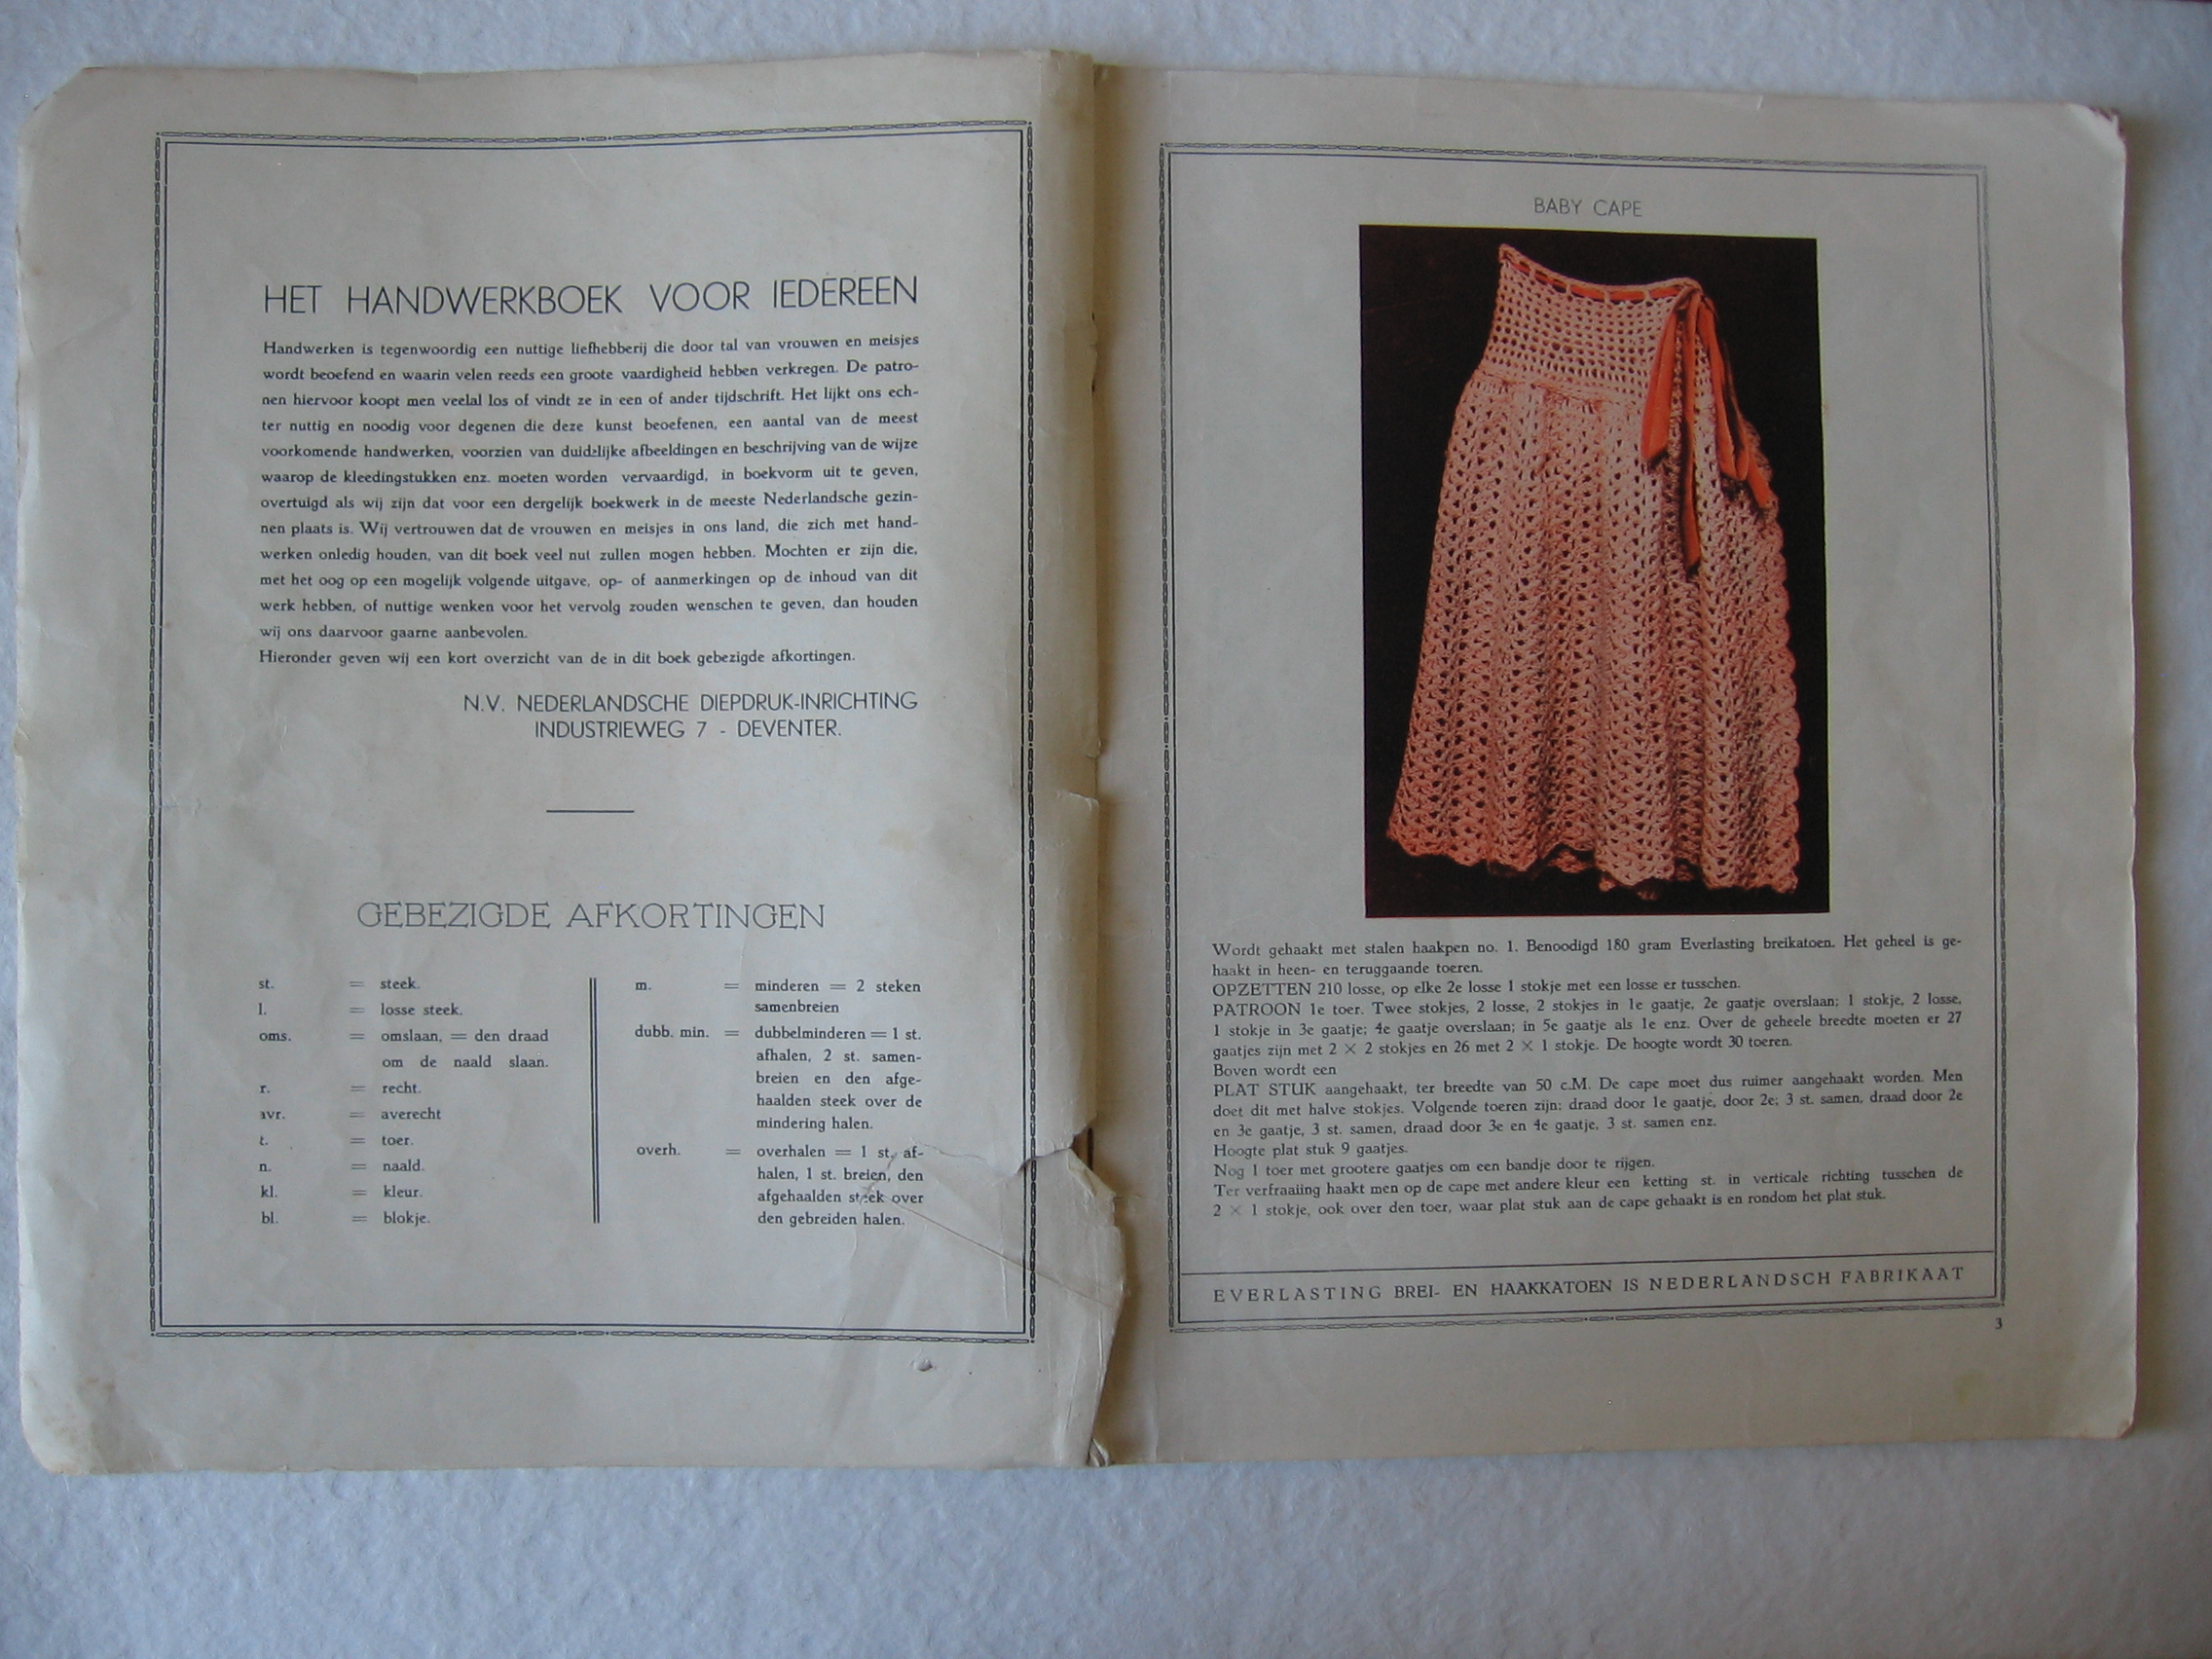 HET HANDWERKBOEK VOOR IEDEREEN
Handwerken is tegenwoordig een nuttige liefhebberij die door tal van vrouwen en meisjes
wordt beoefend en waarin velen reeds een groote vaardigheid hebben verkregen. De patro-
nen hiervoor koopt men veelal los of vindt ze in een of ander tijdschrift. Het lijkt ons ech-
ter nuttig en noodig voor degenen die deze kunst beoefenen, een aantal van de meest
voorkomende handwerken, voorzien van duidelijke afbeeldingen en beschrijving van de wijze
waarop de kleedingstukken enz. moeten worden vervaardigd, in boekvorm uit te geven,
overtuigd als wij zijn dat voor een dergelijk boekwerk in de meeste Nederlandsche gezin-
nen plaats is. Wij vertrouwen dat de vrouwen en meisjes in ons land, die zich met hand-
werken onledig houden, van dit boek veel nut zullen mogen hebben. Mochten er zijn die,
met het oog op een mogelijk volgende uitgave, op- of aanmerkingen op de inhoud van dit
werk hebben, of nuttige wenken voor het vervolg zouden wenschen te geven, dan houden
wij ons daarvoor gaarne aanbevolen.
Hieronder geven wij een kort overzicht van de in dit boek gebezigde afkortingen.
N.V. NEDERLANDSCHE DIEPDRUK-INRICHTING
INDUSTRIEWEG 7 - DEVENTER.
GEBEZIGDE AFKORTINGEN
st. = steek.
l. = losse steek.
oms. = omslaan, = den draad
om de naald slaan.
r. = recht.
avr. = averecht
t. = toer.
n. = naald.
kl. = kleur.
bl. = blokje.
m. = minderen = 2 steken
samenbreien
dubb. min. = dubbelminderen = 1 st.
afhalen, 2 st. samen-
breien en den afge-
haalden steek over de
mindering halen.
overh. = overhalen = 1 st. af-
halen, 1 st. breien, den
afgehaalden steek over
den gebreiden halen.
BABY CAPE
Wordt gehaakt met stalen haakpen no. 1. Benoodigd 180 gram Everlasting breikatoen. Het geheel is ge-
haakt in heen- en teruggaande toeren.
OPZETTEN 210 losse, op elke 2e losse 1 stokje met een losse er tusschen.
PATROON 1e toer. Twee stokjes, 2 losse, 2 stokjes in 1e gaatje, 2e gaatje overslaan; 1 stokje, 2 losse,
1 stokje in 3e gaatje; 4e gaatje overslaan; in 5e gaatje als 1e enz. Over de geheele breedte moeten er 27
gaatjes zijn met 2 × 2 stokjes en 26 met 2 × 1 stokje. De hoogte wordt 30 toeren.
Boven wordt een
PLAT STUK aangehaakt, ter breedte van 50 c.M. De cape moet dus ruimer aangehaakt worden. Men
doet dit met halve stokjes. Volgende toeren zijn: draad door 1e gaatje, door 2e; 3 st. samen, draad door 2e
en 3e gaatje, 3 st. samen, draad door 3e en 4e gaatje, 3 st. samen enz.
Hoogte plat stuk 9 gaatjes.
Nog 1 toer met grootere gaatjes om een bandje door te rijgen.
Ter verfraaiing haakt men op de cape met andere kleur een ketting st. in verticale richting tusschen de
2 × 1 stokje, ook over den toer, waar plat stuk aan de cape gehaakt is en rondom het plat stuk.
EVERLASTING BREI- EN HAAKKATOEN IS NEDERLANDSCH FABRIKAAT
3